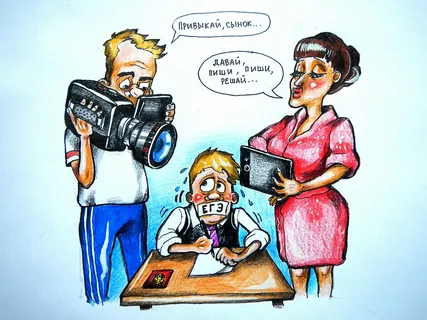 ПРИВЫКАЙ, СЫНОК...
ДАВАЙ,
ПИШИ, ПИШИ,
РЕШАЙ...
ЕГЭ